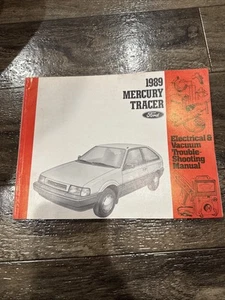 1989
MERCURY
TRACER
Ford
Electrical &
Vacuum
Trouble-
Shooting
Manual